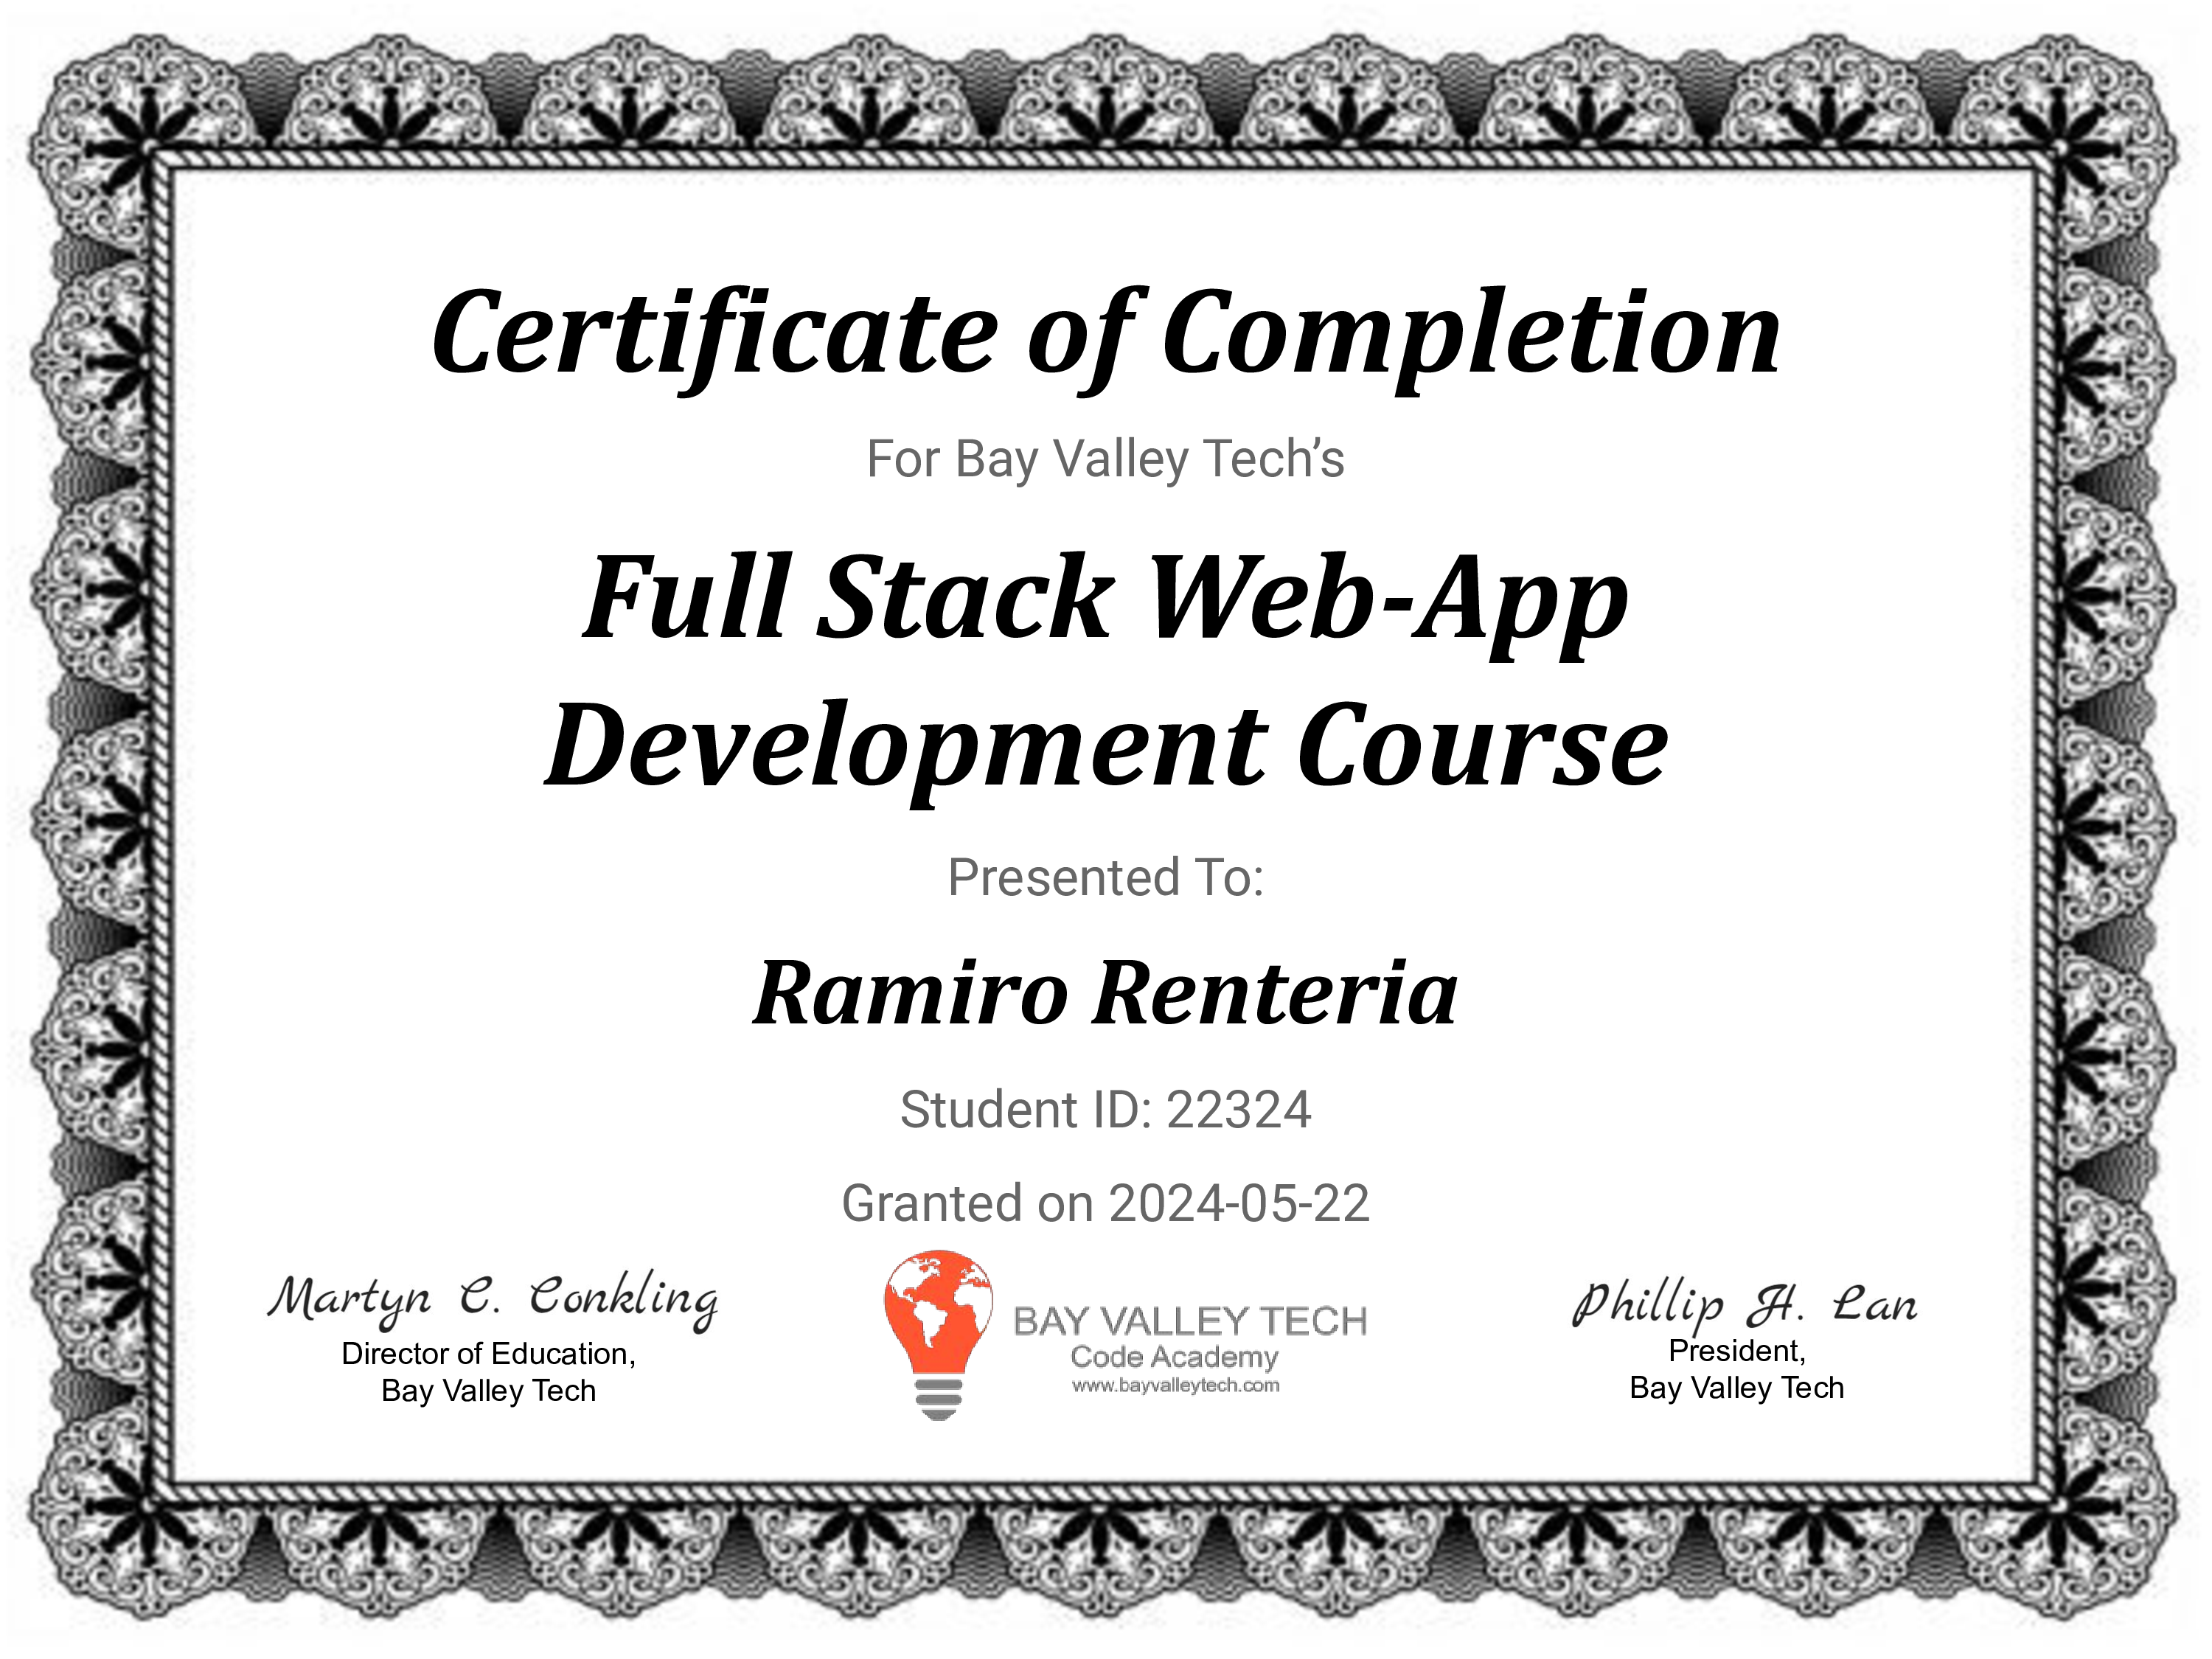 Certificate of Completion
For Bay Valley Tech’s
Full Stack Web-App
Development Course
Presented To:
Ramiro Renteria
Student ID: 22324
Granted on 2024-05-22
Martyn C. Conkling
Director of Education,
Bay Valley Tech
BAY VALLEY TECH
Code Academy
www.bayvalleytech.com
Phillip H. Lan
President,
Bay Valley Tech